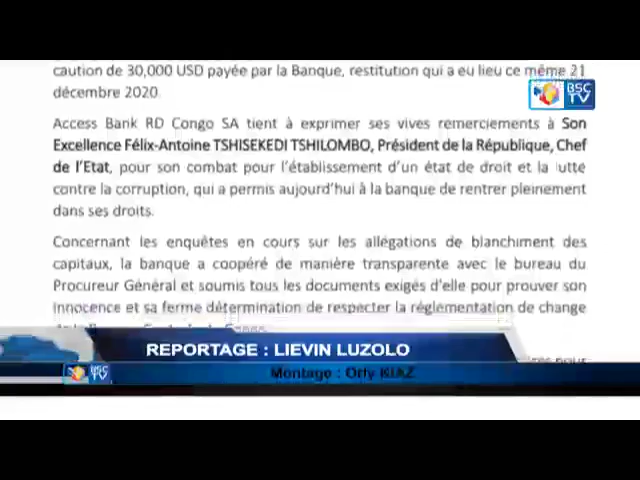 caution de 30,000 USD payée par la Banque, restitution qui a eu lieu ce même 21
décembre 2020.
BSC
TV
Access Bank RD Congo SA tient à exprimer ses vives remerciements à Son
Excellence Félix-Antoine TSHISEKEDI TSHILOMBO, Président de la République, Chef
de l'Etat, pour son combat pour l'établissement d'un état de droit et la lutte
contre la corruption, qui a permis aujourd'hui à la banque de rentrer pleinement
dans ses droits.
Concernant les enquêtes en cours sur les allégations de blanchiment des
capitaux, la banque a coopéré de manière transparente avec le bureau du
Procureur Général et soumis tous les documents exigés d'elle pour prouver son
innocence et sa ferme détermination de respecter la réglementation de change
REPORTAGE : LIEVIN LUZOLO
Montage : Orly KIAZ